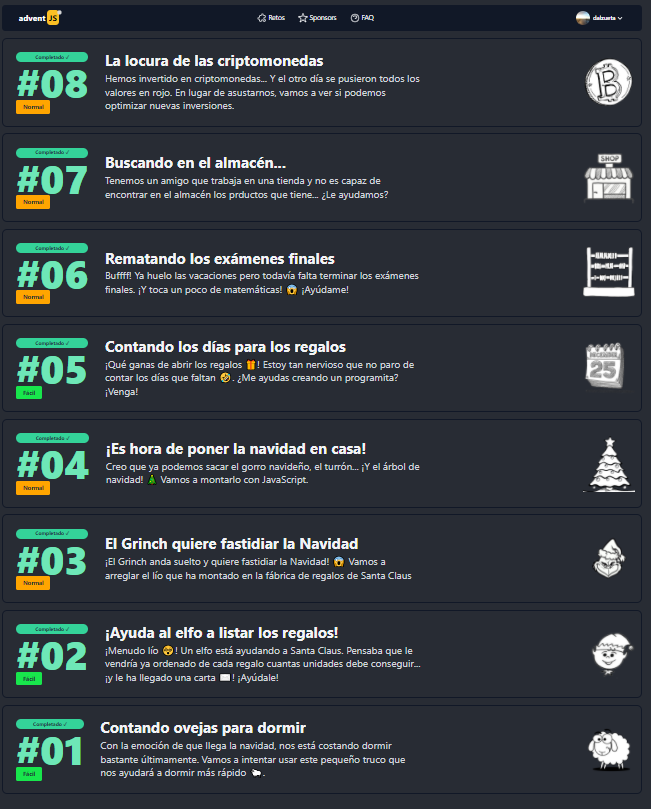 advent JS
Retos
Sponsors
FAQ
Completado ✓
#08
Normal
La locura de las criptomonedas
Hemos invertido en criptomonedas... Y el otro día se pusieron todos los
valores en rojo. En lugar de asustarnos, vamos a ver si podemos
optimizar nuevas inversiones.
B
Completado ✓
#07
Normal
Buscando en el almacén...
Tenemos un amigo que trabaja en una tienda y no es capaz de
encontrar en el almacén los prductos que tiene... ¿Le ayudamos?
SHOP
Completado ✓
#06
Normal
Rematando los exámenes finales
Buffff! Ya huelo las vacaciones pero todavía falta terminar los exámenes
finales. ¡Y toca un poco de matemáticas! 😱 ¡Ayúdame!
Completado ✓
#05
Fácil
Contando los días para los regalos
¡Qué ganas de abrir los regalos 🎁! Estoy tan nervioso que no paro de
contar los días que faltan 🤣. ¿Me ayudas creando un programita?
¡Venga!
25
Completado ✓
#04
Normal
¡Es hora de poner la navidad en casa!
Creo que ya podemos sacar el gorro navideño, el turrón... ¡Y el árbol de
navidad! 🎄 Vamos a montarlo con JavaScript.
Completado ✓
#03
Normal
El Grinch quiere fastidiar la Navidad
¡El Grinch anda suelto y quiere fastidiar la Navidad! 😱 Vamos a
arreglar el lío que ha montado en la fábrica de regalos de Santa Claus
Completado ✓
#02
Fácil
¡Ayuda al elfo a listar los regalos!
¡Menudo lío 🤯! Un elfo está ayudando a Santa Claus. Pensaba que le
vendría ya ordenado de cada regalo cuantas unidades debe conseguir...
¡y le ha llegado una carta ✉️! ¡Ayúdale!
Completado ✓
#01
Fácil
Contando ovejas para dormir
Con la emoción de que llega la navidad, nos está costando dormir
bastante últimamente. Vamos a intentar usar este pequeño truco que
nos ayudará a dormir más rápido 🐑.